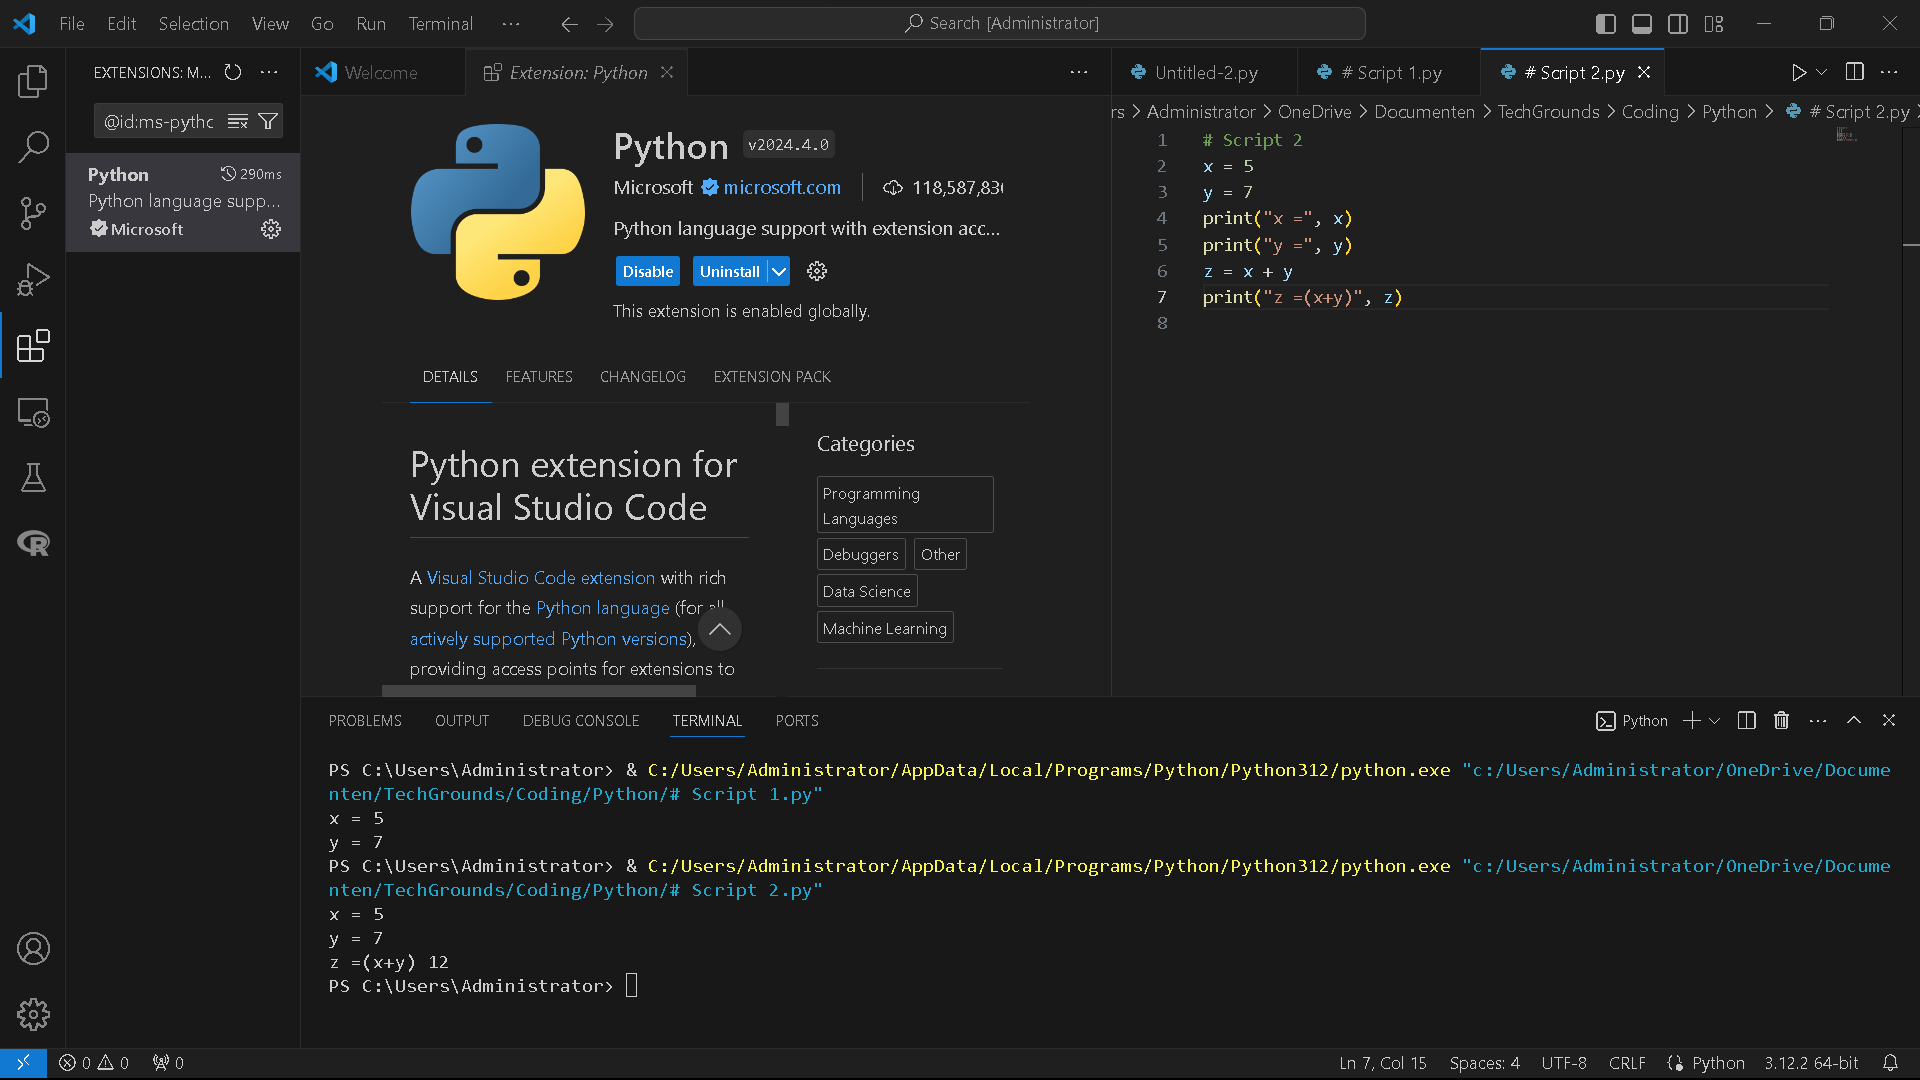 File Edit Selection View Go Run Terminal ···
Search [Administrator]
EXTENSIONS: M...
@id:ms-pythc
Python 290ms
Python language supp...
Microsoft
Welcome
Extension: Python
Python v2024.4.0
Microsoft microsoft.com
Python language support with extension acc...
Disable Uninstall
This extension is enabled globally.
DETAILS FEATURES CHANGELOG EXTENSION PACK
Python extension for
Visual Studio Code
A Visual Studio Code extension with rich
support for the Python language (for all
actively supported Python versions),
providing access points for extensions to
Categories
Programming
Languages
Debuggers Other
Data Science
Machine Learning
Untitled-2.py # Script 1.py # Script 2.py
rs > Administrator > OneDrive > Documenten > TechGrounds > Coding > Python > # Script 2.py >
1 # Script 2
2 x = 5
3 y = 7
4 print("x =", x)
5 print("y =", y)
6 z = x + y
7 print("z =(x+y)", z)
8
PROBLEMS OUTPUT DEBUG CONSOLE TERMINAL PORTS
Python
PS C:\Users\Administrator> & C:/Users/Administrator/AppData/Local/Programs/Python/Python312/python.exe "c:/Users/Administrator/OneDrive/Docume
nten/TechGrounds/Coding/Python/# Script 1.py"
x = 5
y = 7
PS C:\Users\Administrator> & C:/Users/Administrator/AppData/Local/Programs/Python/Python312/python.exe "c:/Users/Administrator/OneDrive/Docume
nten/TechGrounds/Coding/Python/# Script 2.py"
x = 5
y = 7
z =(x+y) 12
PS C:\Users\Administrator>
0 0 0
Ln 7, Col 15 Spaces: 4 UTF-8 CRLF Python 3.12.2 64-bit